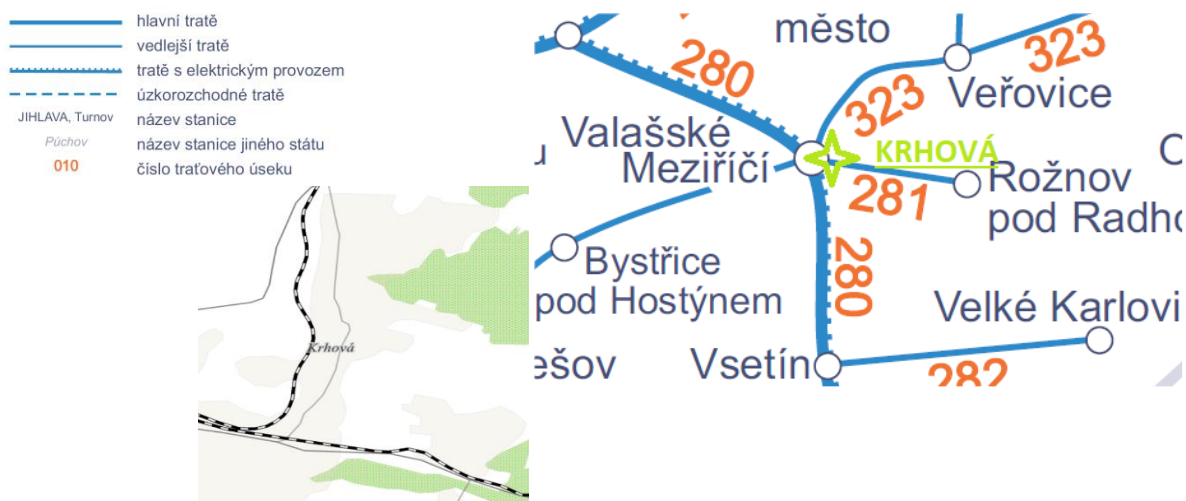 hlavní tratě
vedlejší tratě
tratě s elektrickým provozem
úzkorozchodné tratě
JIHLAVA, Turnov název stanice
Púchov název stanice jiného státu
010 číslo traťového úseku
Krhová
město
280
323
323
Veřovice
Valašské
Meziříčí
KRHOVÁ
281
Rožnov
pod Radho
Bystřice
pod Hostýnem
280
Velké Karlovi
ešov
Vsetín
282